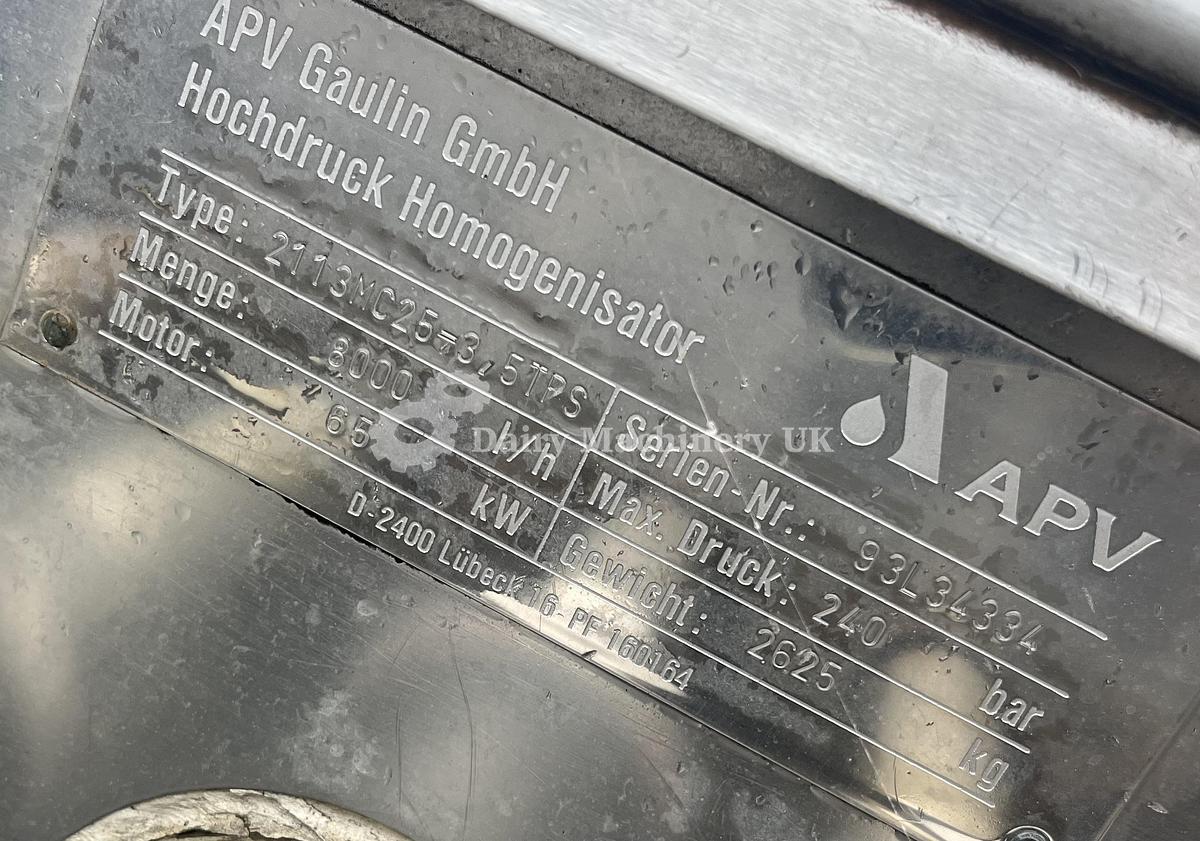 APV Gaulin GmbH
Hochdruck Homogenisator
Type: 2113MC25=3,5TPS
Serien-Nr.: 93L34334
Menge: 8000 l/h
Max. Druck: 240 bar
Motor: 65 kW
Gewicht: 2625 kg
D-2400 Lübeck 16 - PF 160164
APV
Dairy Machinery UK